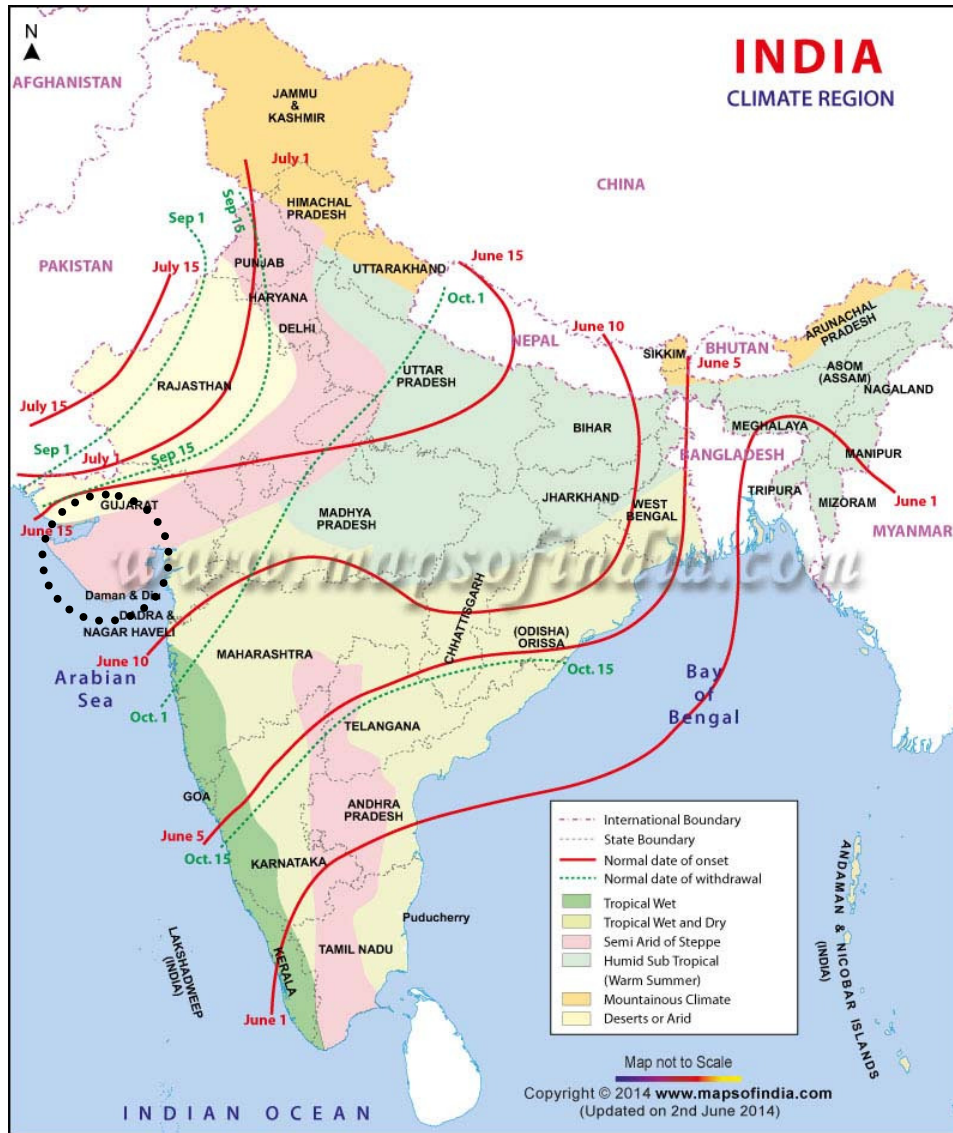 N
INDIA
CLIMATE REGION
AFGHANISTAN
JAMMU
&
KASHMIR
July 1
CHINA
HIMACHAL
PRADESH
Sep 1
Sep 15
PAKISTAN
July 15
PUNJAB
UTTARAKHAND
June 15
HARYANA
Oct. 1
DELHI
NEPAL
June 10
ARUNACHAL
PRADESH
SIKKIM
BHUTAN
June 5
RAJASTHAN
UTTAR
PRADESH
ASOM
(ASSAM)
NAGALAND
July 15
BIHAR
MEGHALAYA
Sep 1
July 1
Sep 15
BANGLADESH
MANIPUR
GUJARAT
JHARKHAND
WEST
BENGAL
TRIPURA
MIZORAM
June 1
June 15
MADHYA
PRADESH
MYANMAR
www.mapsofindia.com
Daman & Di
DADRA &
NAGAR HAVELI
CHHATTISGARH
(ODISHA)
ORISSA
June 10
MAHARASHTRA
Arabian
Sea
Oct. 15
Bay
of
Bengal
Oct. 1
TELANGANA
GOA
ANDHRA
PRADESH
June 5
Oct. 15
KARNATAKA
Puducherry
LAKSHADWEEP
(INDIA)
KERALA
TAMIL NADU
June 1
ANDAMAN & NICOBAR ISLANDS
(INDIA)
International Boundary
State Boundary
Normal date of onset
Normal date of withdrawal
Tropical Wet
Tropical Wet and Dry
Semi Arid of Steppe
Humid Sub Tropical
(Warm Summer)
Mountainous Climate
Deserts or Arid
Map not to Scale
Copyright © 2014 www.mapsofindia.com
(Updated on 2nd June 2014)
INDIAN OCEAN